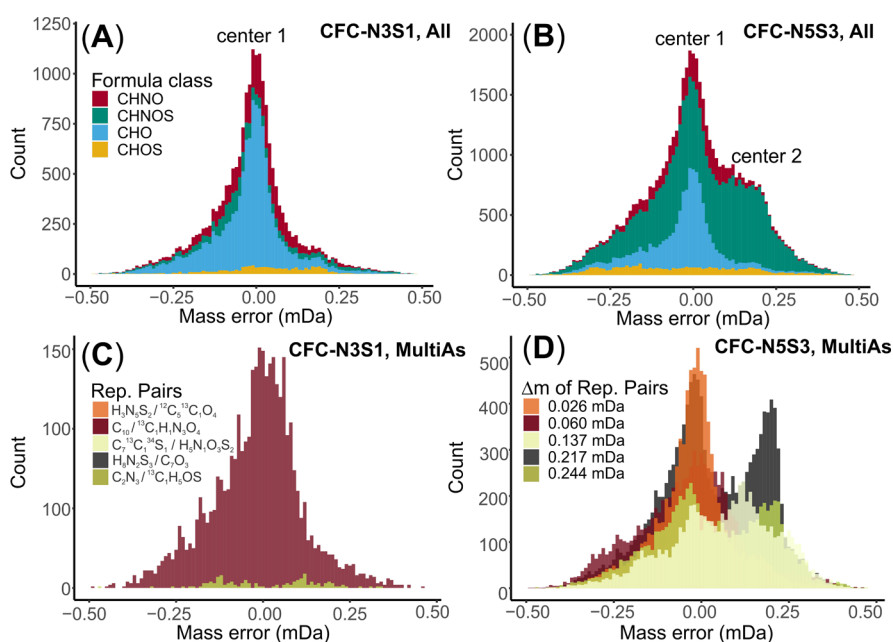 (A) center 1 CFC-N3S1, All
Formula class
CHNO
CHNOS
CHO
CHOS
Count
1250
1000
750
500
250
0
−0.50 −0.25 0.00 0.25 0.50
Mass error (mDa)
(B) center 1 CFC-N5S3, All
center 2
Count
2000
1500
1000
500
0
−0.50 −0.25 0.00 0.25 0.50
Mass error (mDa)
(C) CFC-N3S1, MultiAs
Rep. Pairs
H₃N₅S₂/¹²C₅¹³C₁O₄
C₁₀/¹³C₁H₁N₃O₄
C₇¹³C₁³⁴S₁/H₅N₁O₃S₂
H₈N₂S₃/C₇O₃
C₂N₃/¹³C₁H₅OS
Count
150
100
100
0
−0.50 −0.25 0.00 0.25 0.50
Mass error (mDa)
(D) CFC-N5S3, MultiAs
Δm of Rep. Pairs
0.026 mDa
0.060 mDa
0.137 mDa
0.217 mDa
0.244 mDa
Count
500
400
300
200
100
0
−0.50 −0.25 0.00 0.25 0.50
Mass error (mDa)